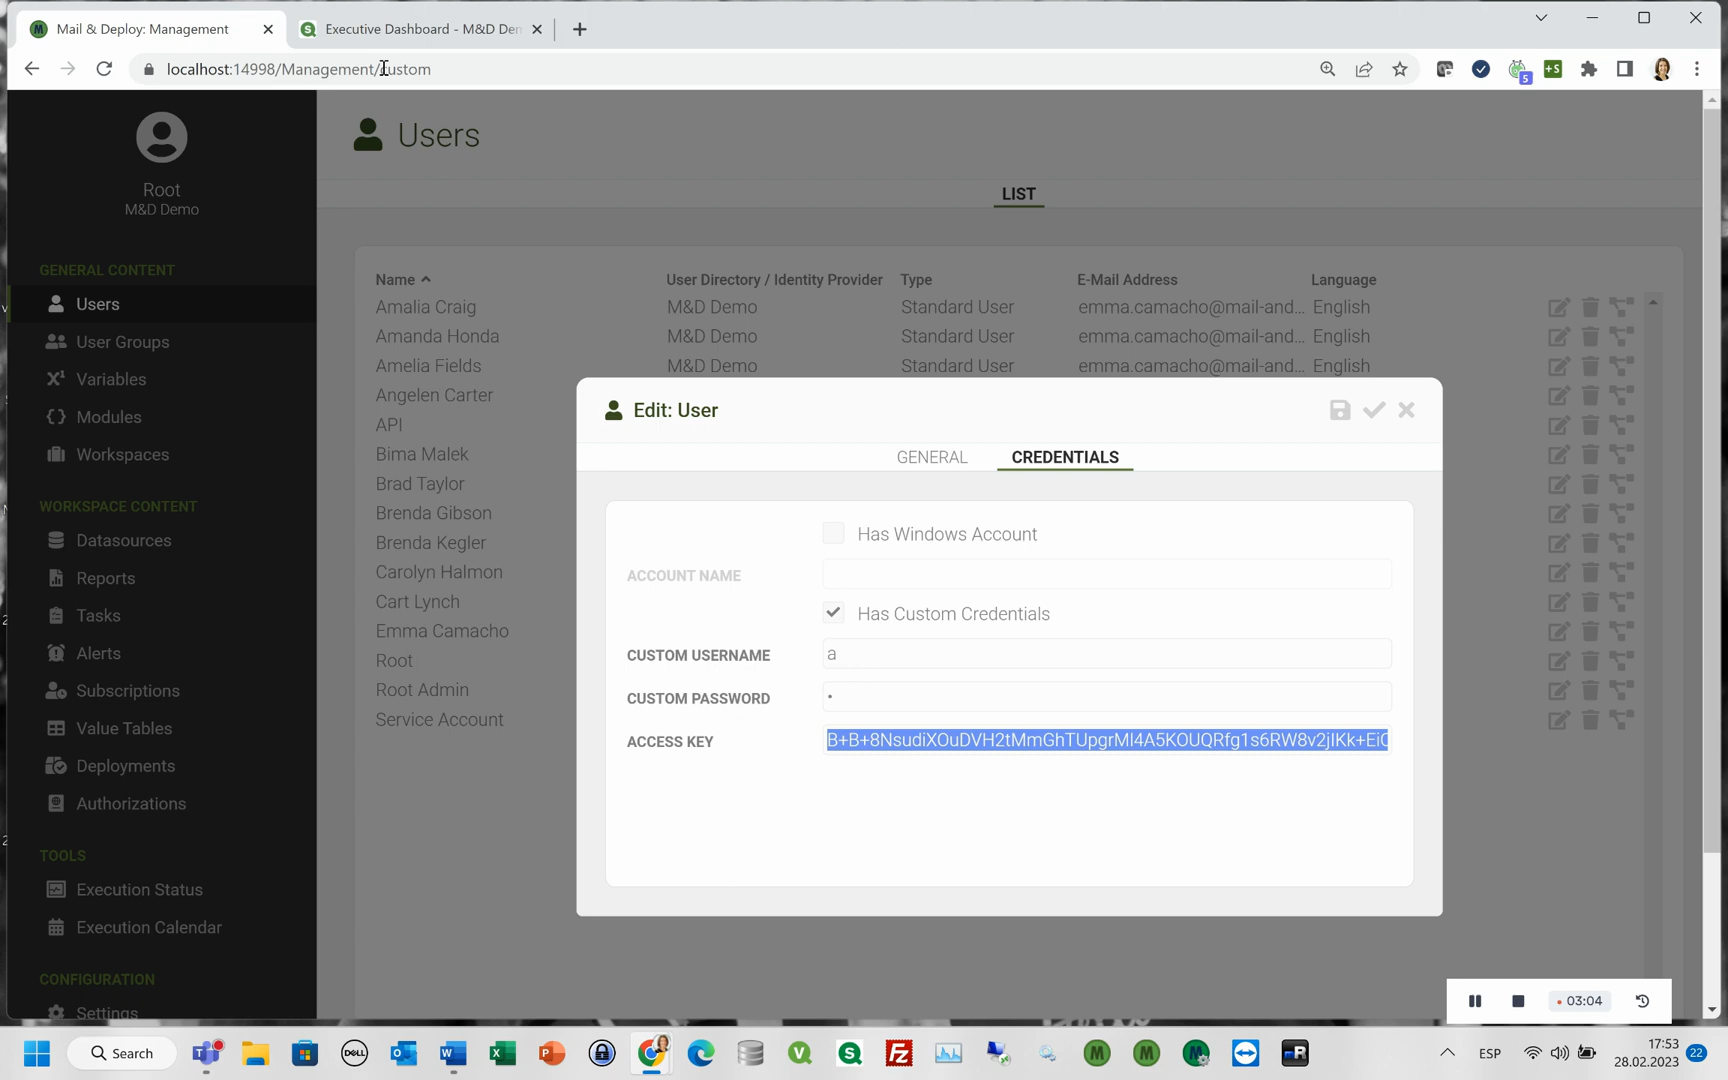 Mail & Deploy: Management
Executive Dashboard - M&D Den
localhost:14998/Management/custom
5
+S
Root
M&D Demo
GENERAL CONTENT
Users
User Groups
Variables
Modules
Workspaces
WORKSPACE CONTENT
Datasources
Reports
Tasks
Alerts
Subscriptions
Value Tables
Deployments
Authorizations
TOOLS
Execution Status
Execution Calendar
CONFIGURATION
Settings
Users
LIST
Name User Directory / Identity Provider Type E-Mail Address Language
Amalia Craig M&D Demo Standard User emma.camacho@mail-and... English
Amanda Honda M&D Demo Standard User emma.camacho@mail-and... English
Amelia Fields M&D Demo Standard User emma.camacho@mail-and... English
Angelen Carter
API
Bima Malek
Brad Taylor
Brenda Gibson
Brenda Kegler
Carolyn Halmon
Cart Lynch
Emma Camacho
Root
Root Admin
Service Account
Edit: User
GENERAL CREDENTIALS
Has Windows Account
ACCOUNT NAME
Has Custom Credentials
CUSTOM USERNAME a
CUSTOM PASSWORD •
ACCESS KEY B+B+8NsudiXOuDVH2tMmGhTUpgrMI4A5KOUQRfg1s6RW8v2jIKk+EiC
03:04
Search
DELL
ESP
17:53
28.02.2023
22